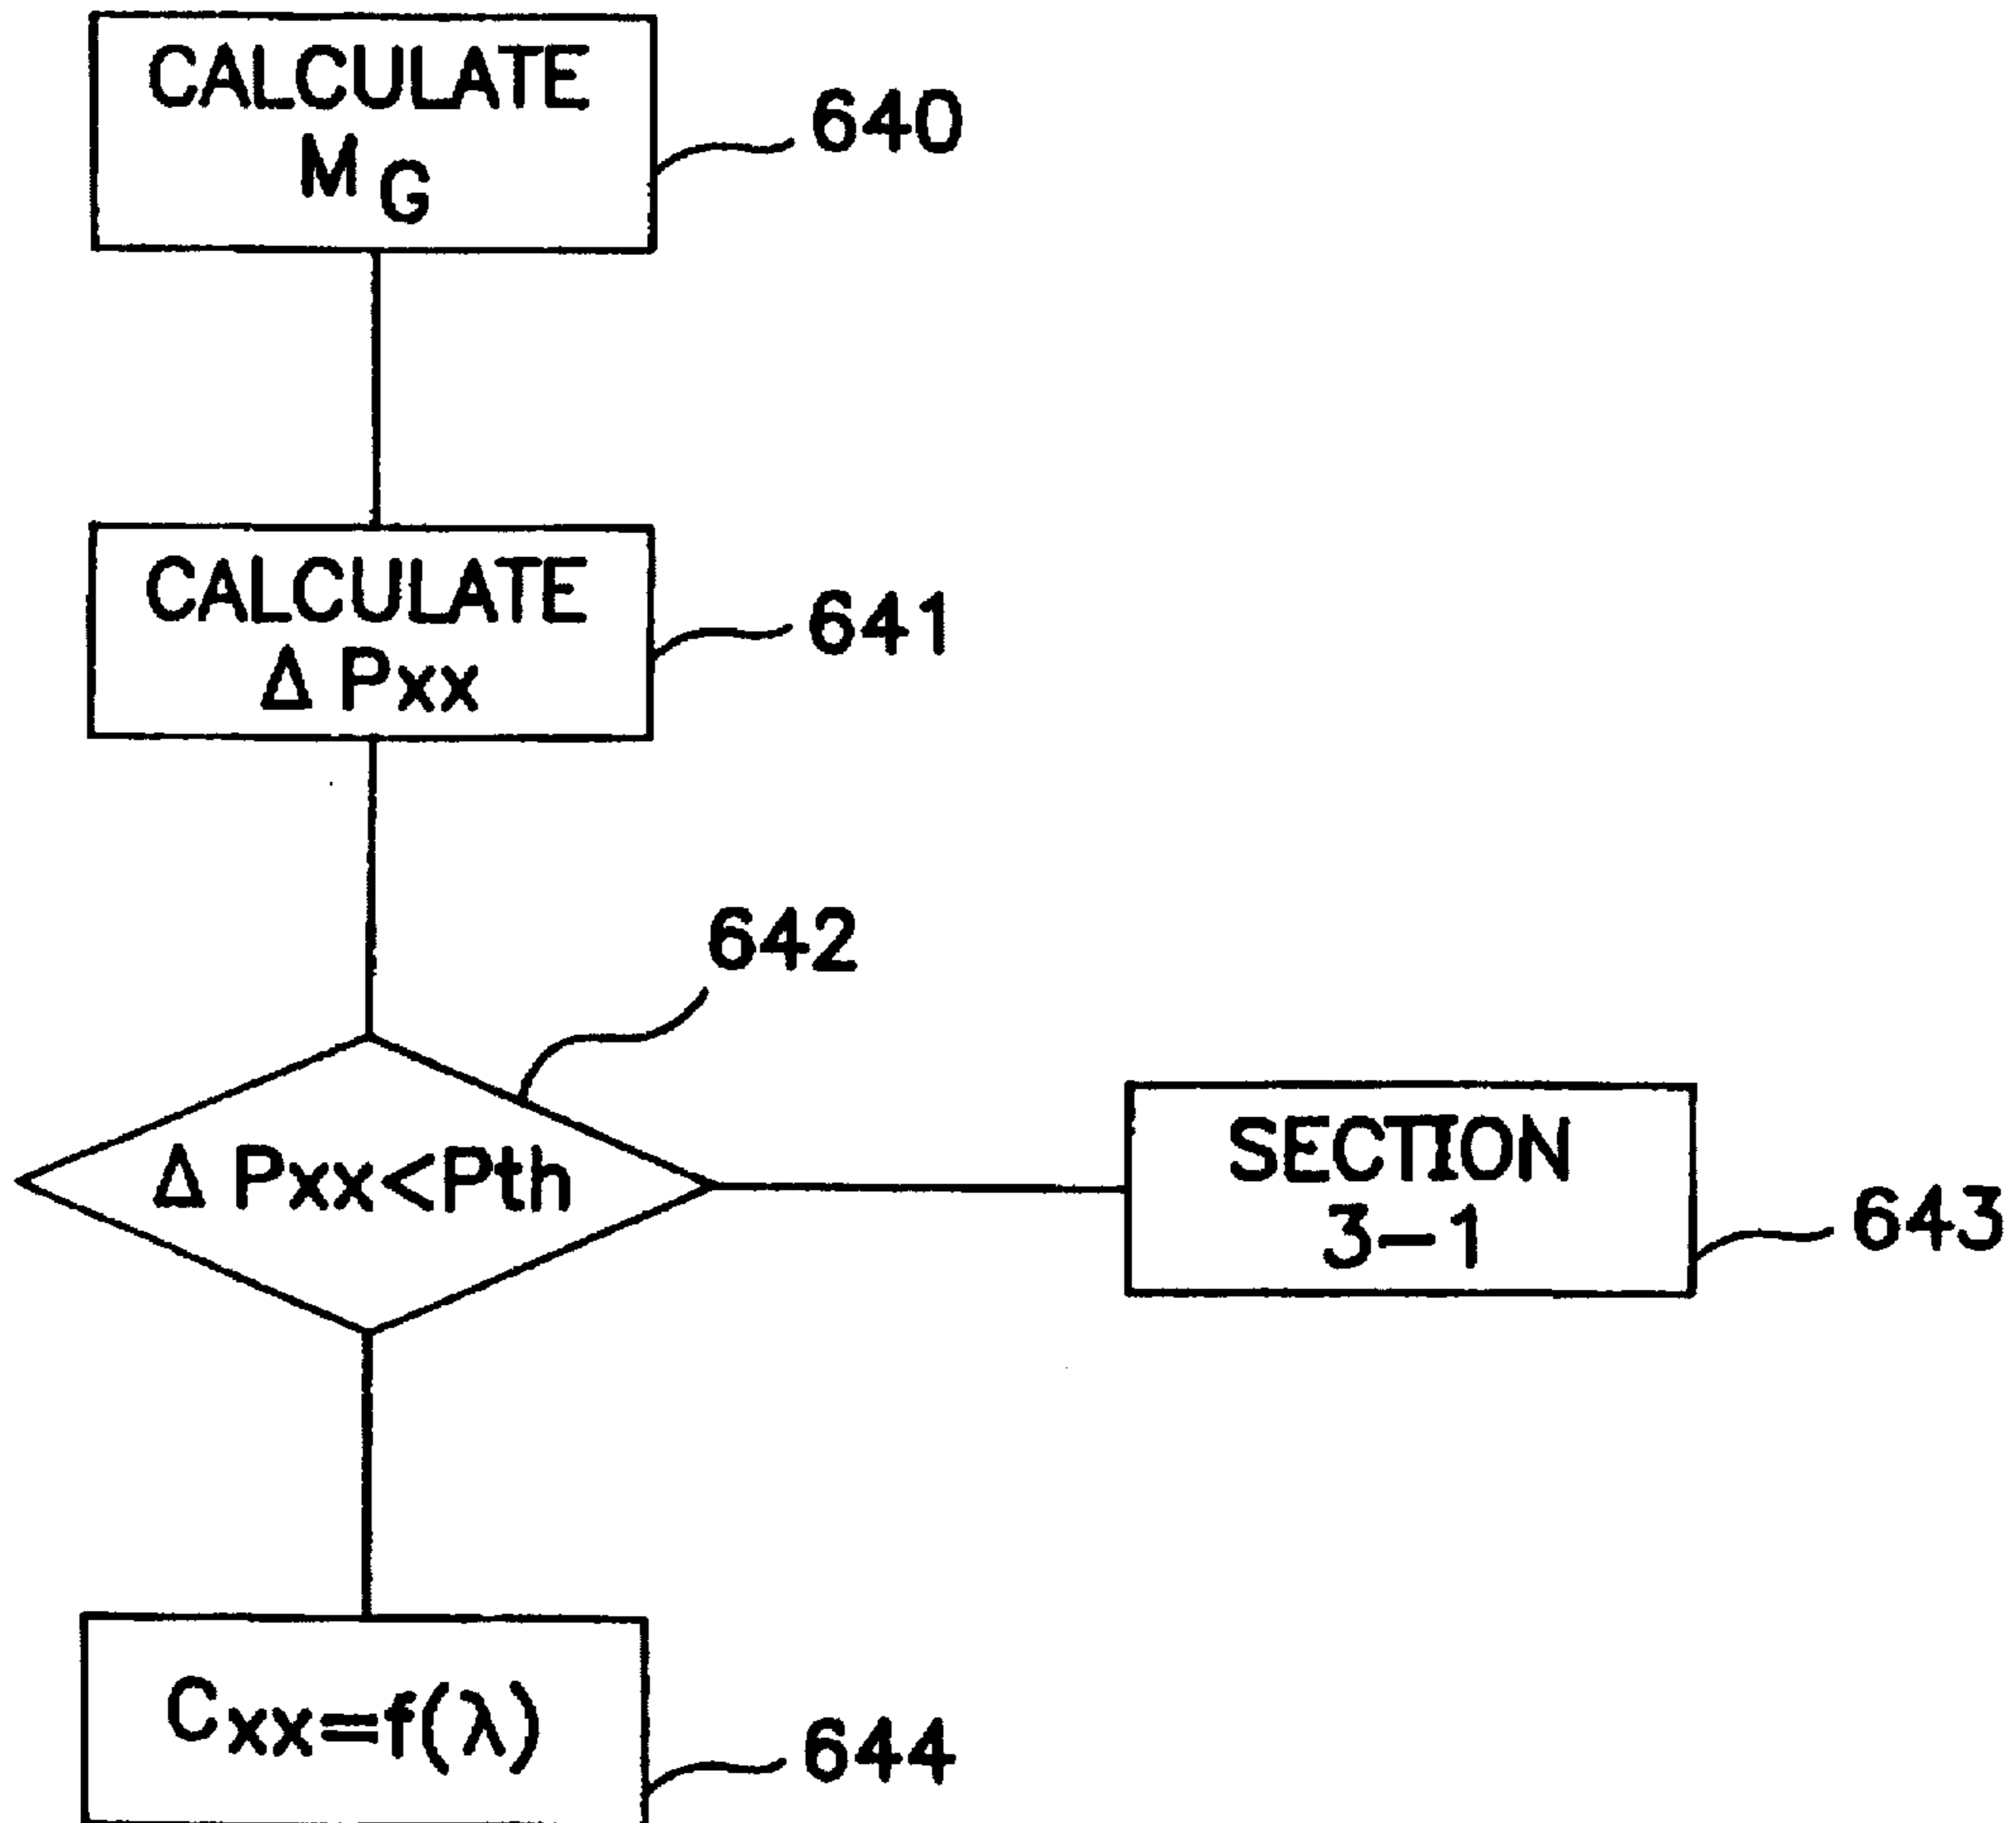 CALCULATE
M G
640
CALCULATE
Δ Pxx
641
642
Δ Pxx<Pth
SECTION
3-1
643
Cxx=f(λ)
644